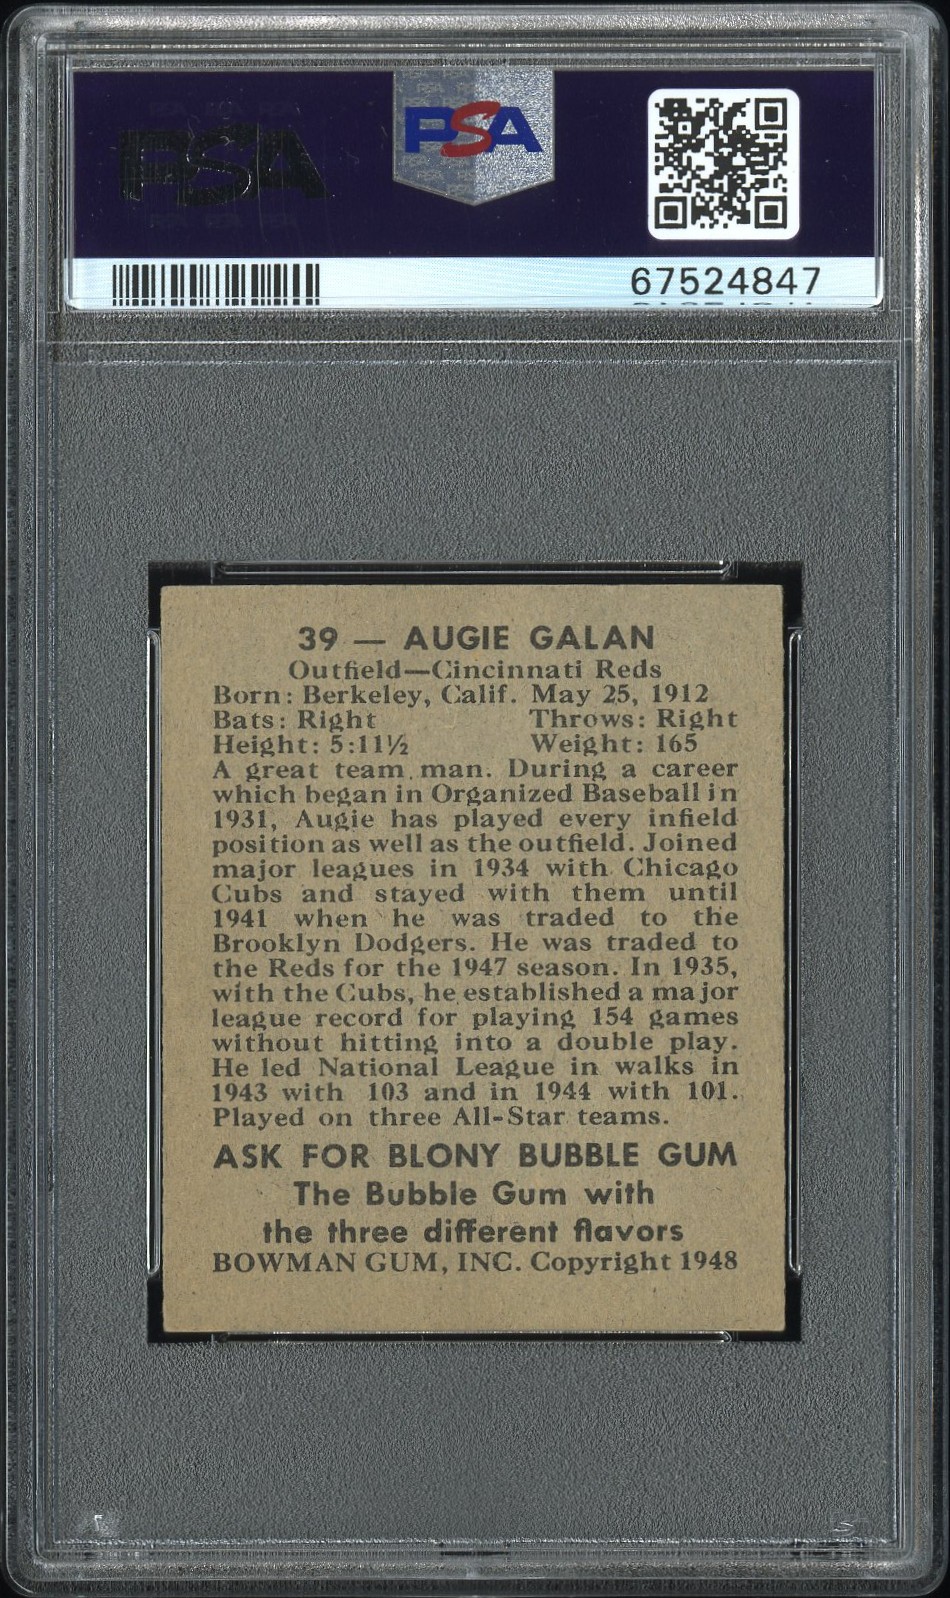 PSA
PSA
67524847
39 — AUGIE GALAN
Outfield—Cincinnati Reds
Born: Berkeley, Calif. May 25, 1912
Bats: Right Throws: Right
Height: 5:11½ Weight: 165
A great team man. During a career
which began in Organized Baseball in
1931, Augie has played every infield
position as well as the outfield. Joined
major leagues in 1934 with Chicago
Cubs and stayed with them until
1941 when he was traded to the
Brooklyn Dodgers. He was traded to
the Reds for the 1947 season. In 1935,
with the Cubs, he established a major
league record for playing 154 games
without hitting into a double play.
He led National League in walks in
1943 with 103 and in 1944 with 101.
Played on three All-Star teams.
ASK FOR BLONY BUBBLE GUM
The Bubble Gum with
the three different flavors
BOWMAN GUM, INC. Copyright 1948